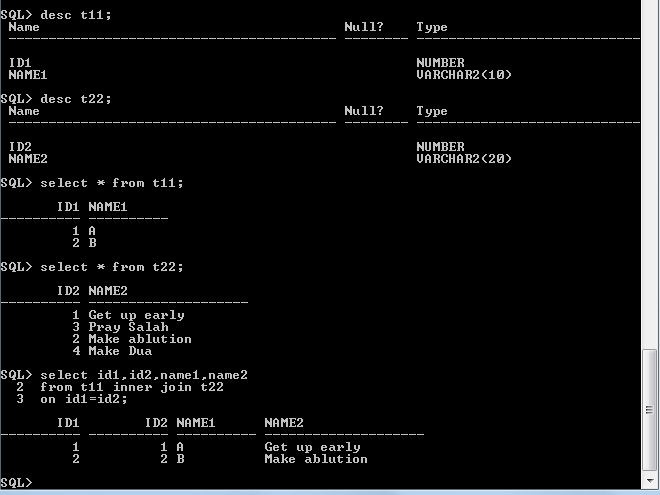 SQL> desc t11;
Name Null? Type
----------------------------------------- -------- ----------------------------
ID1 NUMBER
NAME1 VARCHAR2(10)
SQL> desc t22;
Name Null? Type
----------------------------------------- -------- ----------------------------
ID2 NUMBER
NAME2 VARCHAR2(20)
SQL> select * from t11;
ID1 NAME1
---------- ----------
1 A
2 B
SQL> select * from t22;
ID2 NAME2
---------- --------------------
1 Get up early
3 Pray Salah
2 Make ablution
4 Make Dua
SQL> select id1,id2,name1,name2
2 from t11 inner join t22
3 on id1=id2;
ID1 ID2 NAME1 NAME2
---------- ---------- ---------- --------------------
1 1 A Get up early
2 2 B Make ablution
SQL>